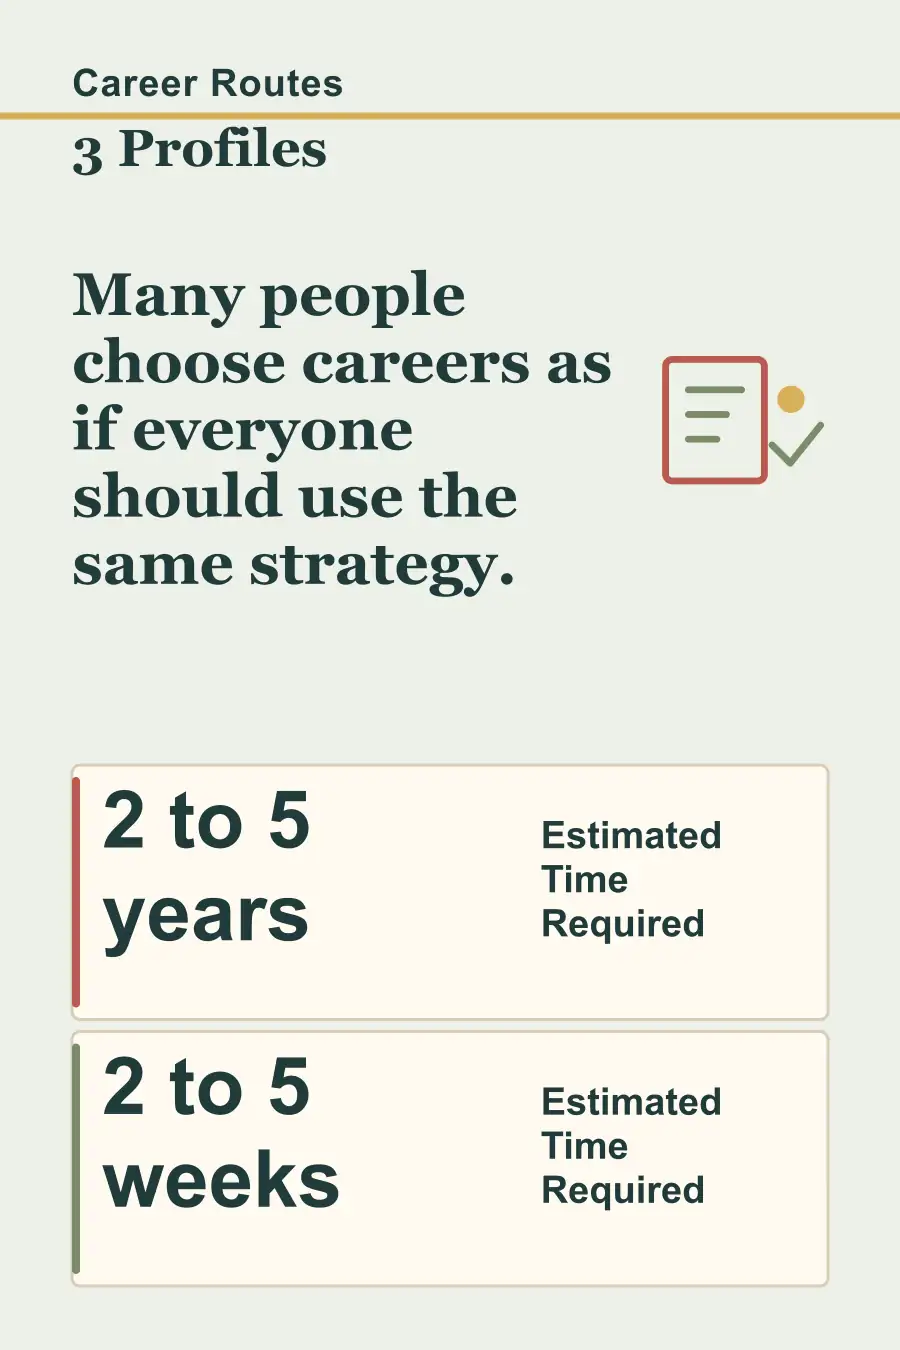 Career Routes
3 Profiles
Many people
choose careers as
if everyone
should use the
same strategy.
2 to 5
years
Estimated
Time
Required
2 to 5
weeks
Estimated
Time
Required